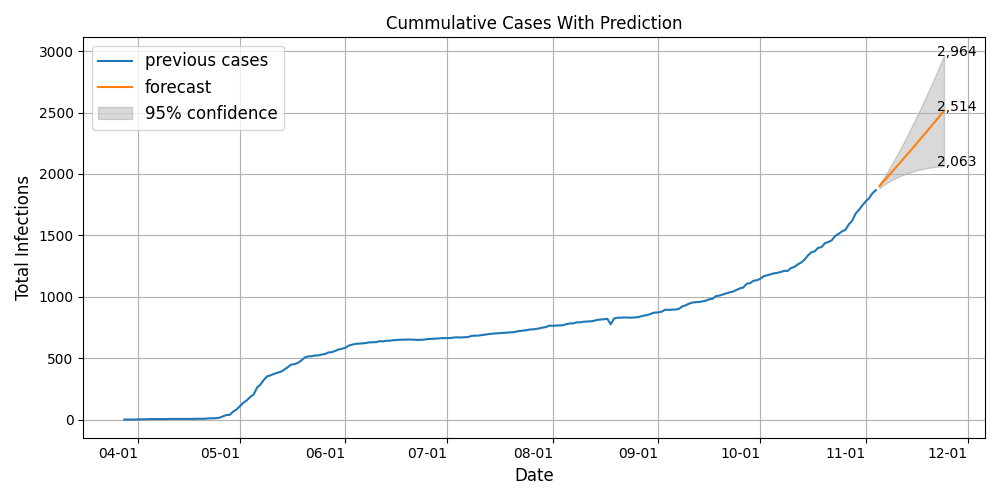 Cummulative Cases With Prediction
previous cases
forecast
95% confidence
2,964
2,514
2,063
3000
2500
2000
1500
1000
500
0
Total Infections
04-01 05-01 06-01 07-01 08-01 09-01 10-01 11-01 12-01
Date